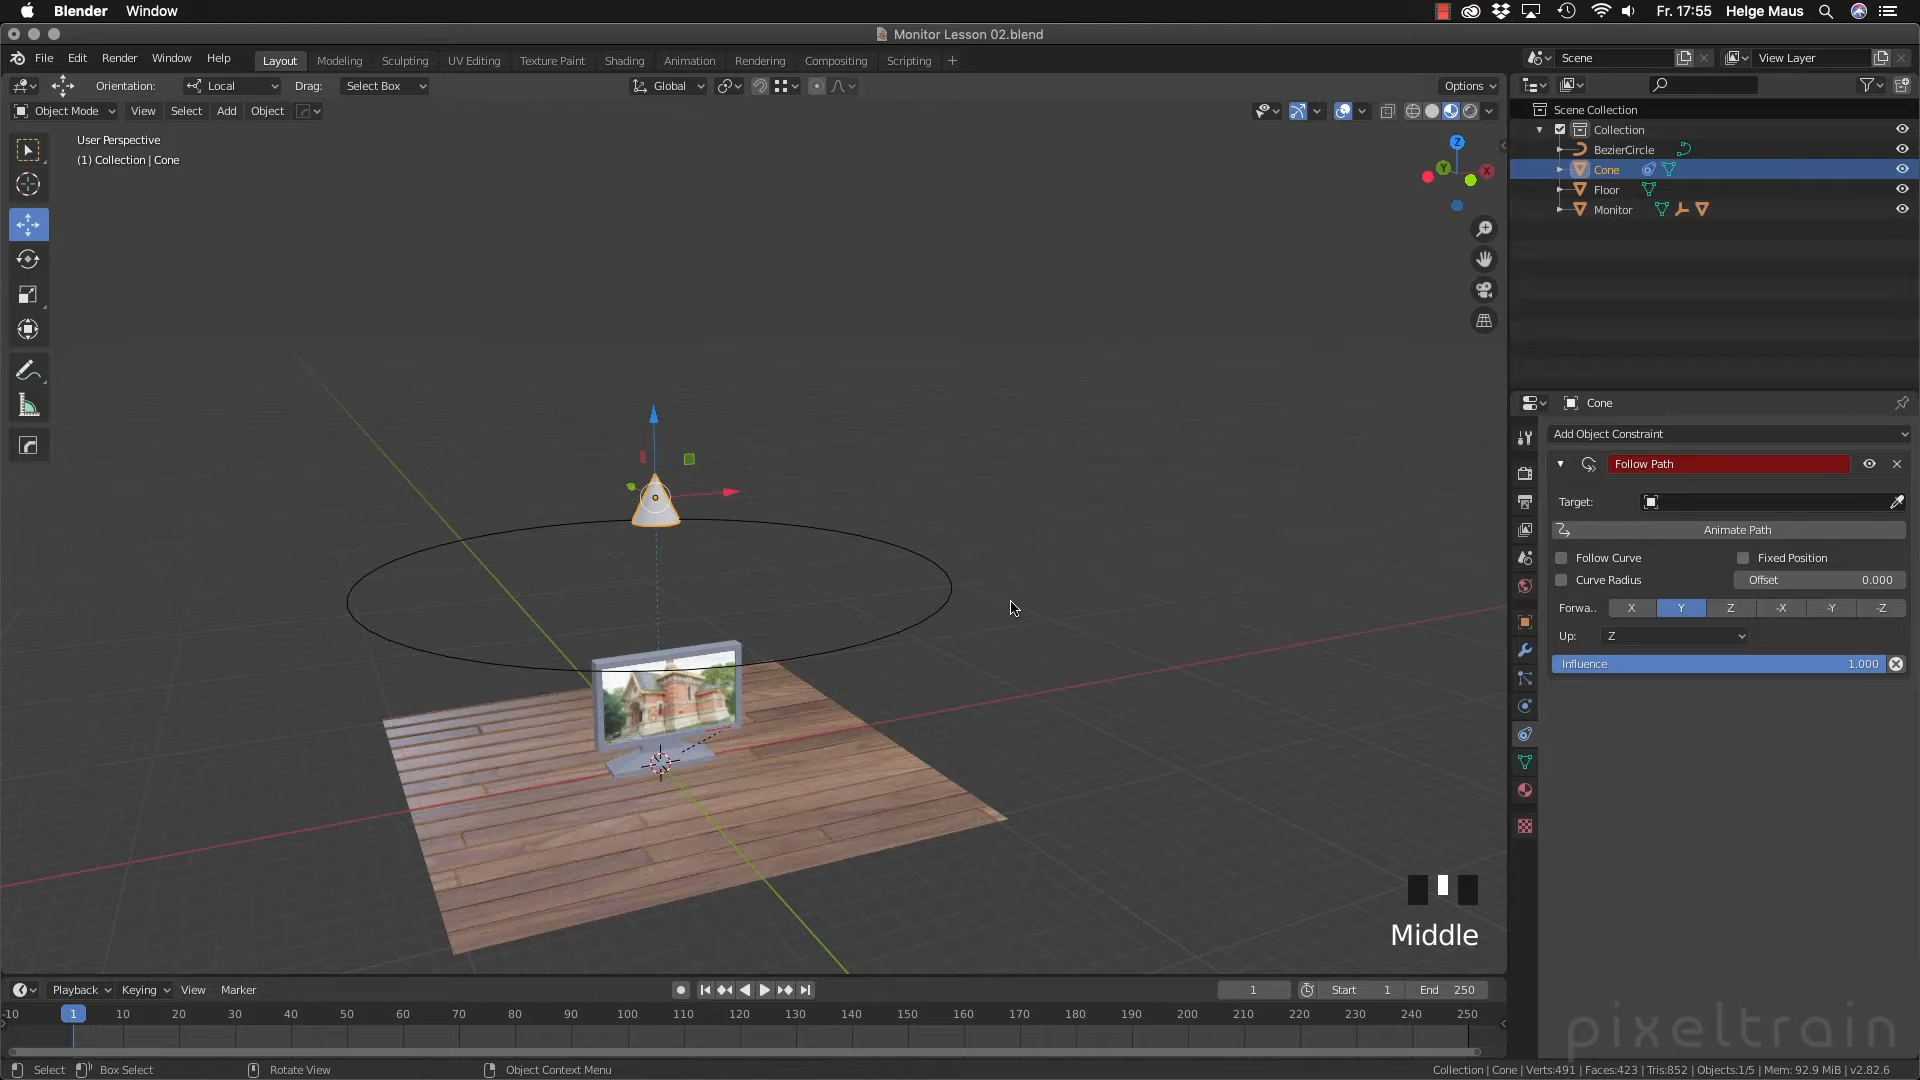 Blender Window Fr. 17:55 Helge Maus
Monitor Lesson 02.blend
File Edit Render Window Help Layout Modeling Sculpting UV Editing Texture Paint Shading Animation Rendering Compositing Scripting + Scene View Layer
Orientation: Local Drag: Select Box Global Options
Object Mode View Select Add Object
User Perspective
(1) Collection | Cone
Z
Y
X
Scene Collection
Collection
BezierCircle
Cone
Floor
Monitor
Cone
Add Object Constraint
Follow Path
Target:
Animate Path
Follow Curve Fixed Position
Curve Radius Offset 0.000
Forwa.. X Y Z -X -Y -Z
Up: Z
Influence 1.000
Middle
Playback Keying View Marker 1 Start 1 End 250
-10 1 10 20 30 40 50 60 70 80 90 100 110 120 130 140 150 160 170 180 190 200 210 220 230 240 250
pixeltrain
Select Box Select Rotate View Object Context Menu Collection | Cone | Verts:491 | Faces:423 | Tris:852 | Objects:1/5 | Mem: 92.9 MiB | v2.82.6